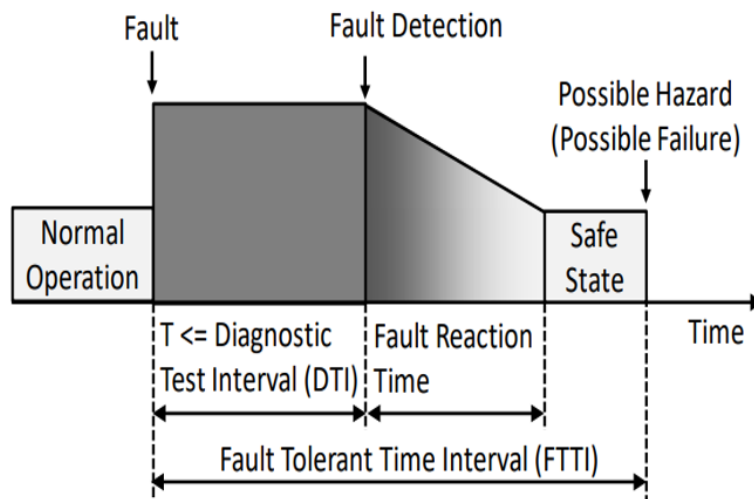 Fault
Fault Detection
Possible Hazard
(Possible Failure)
Normal
Operation
Safe
State
Time
T <= Diagnostic
Test Interval (DTI)
Fault Reaction
Time
Fault Tolerant Time Interval (FTTI)